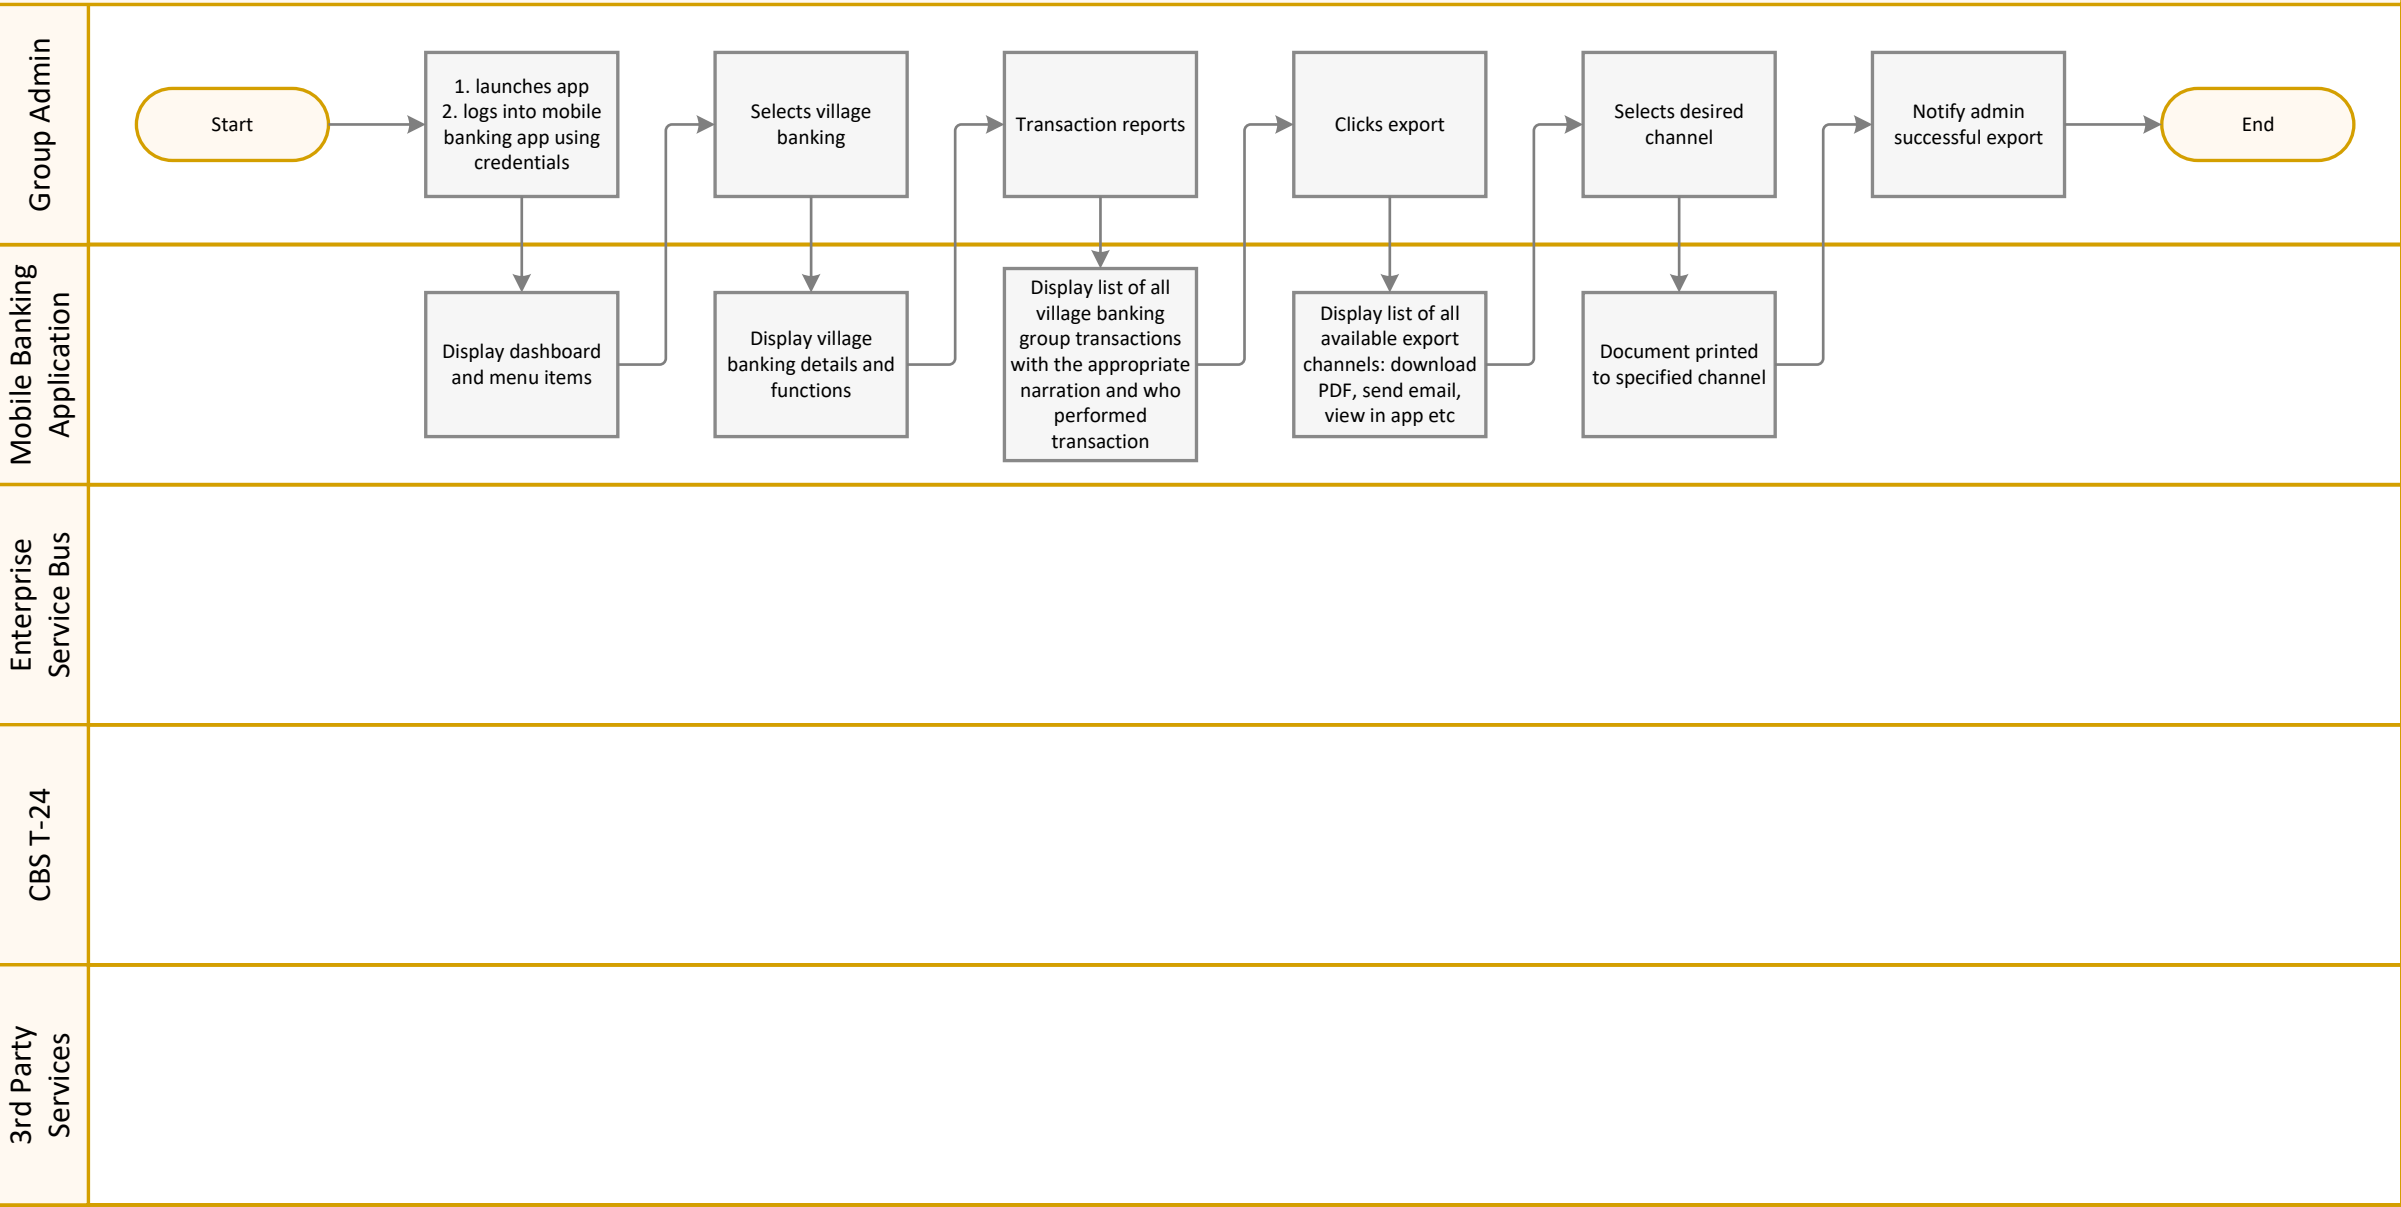 Group Admin
Start
1. launches app
2. logs into mobile
banking app using
credentials
Selects village
banking
Transaction reports
Clicks export
Selects desired
channel
Notify admin
successful export
End
Mobile Banking
Application
Display dashboard
and menu items
Display village
banking details and
functions
Display list of all
village banking
group transactions
with the appropriate
narration and who
performed
transaction
Display list of all
available export
channels: download
PDF, send email,
view in app etc
Document printed
to specified channel
Enterprise
Service Bus
CBS T-24
3rd Party
Services